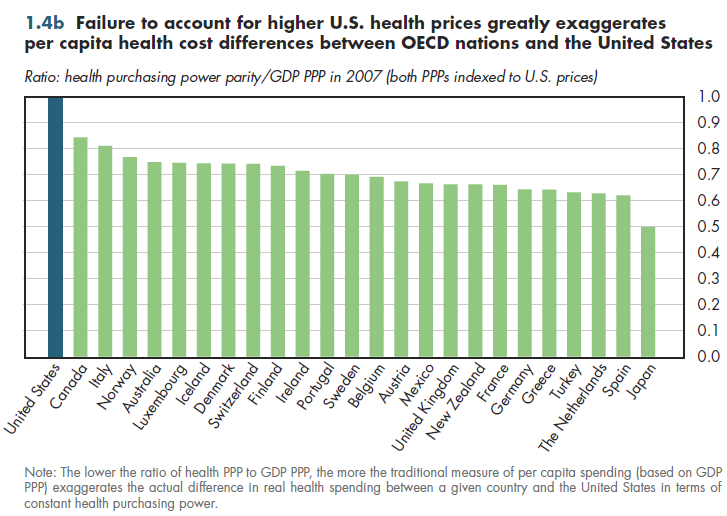 1.4b Failure to account for higher U.S. health prices greatly exaggerates
per capita health cost differences between OECD nations and the United States
Ratio: health purchasing power parity/GDP PPP in 2007 (both PPPs indexed to U.S. prices)
1.0
0.9
0.8
0.7
0.6
0.5
0.4
0.3
0.2
0.1
0.0
United States
Canada
Italy
Norway
Australia
Luxembourg
Iceland
Denmark
Switzerland
Finland
Ireland
Portugal
Sweden
Belgium
Austria
Mexico
United Kingdom
New Zealand
France
Germany
Greece
Turkey
The Netherlands
Spain
Japan
Note: The lower the ratio of health PPP to GDP PPP, the more the traditional measure of per capita spending (based on GDP
PPP) exaggerates the actual difference in real health spending between a given country and the United States in terms of
constant health purchasing power.